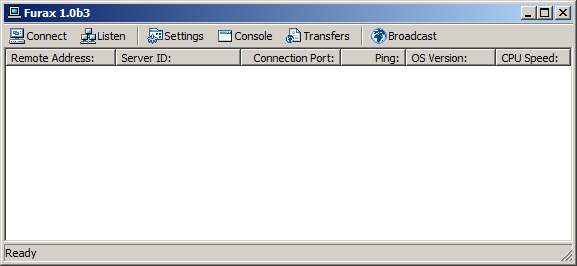 Furax 1.0b3
Connect Listen Settings Console Transfers Broadcast
Remote Address: Server ID: Connection Port: Ping: OS Version: CPU Speed:
Ready